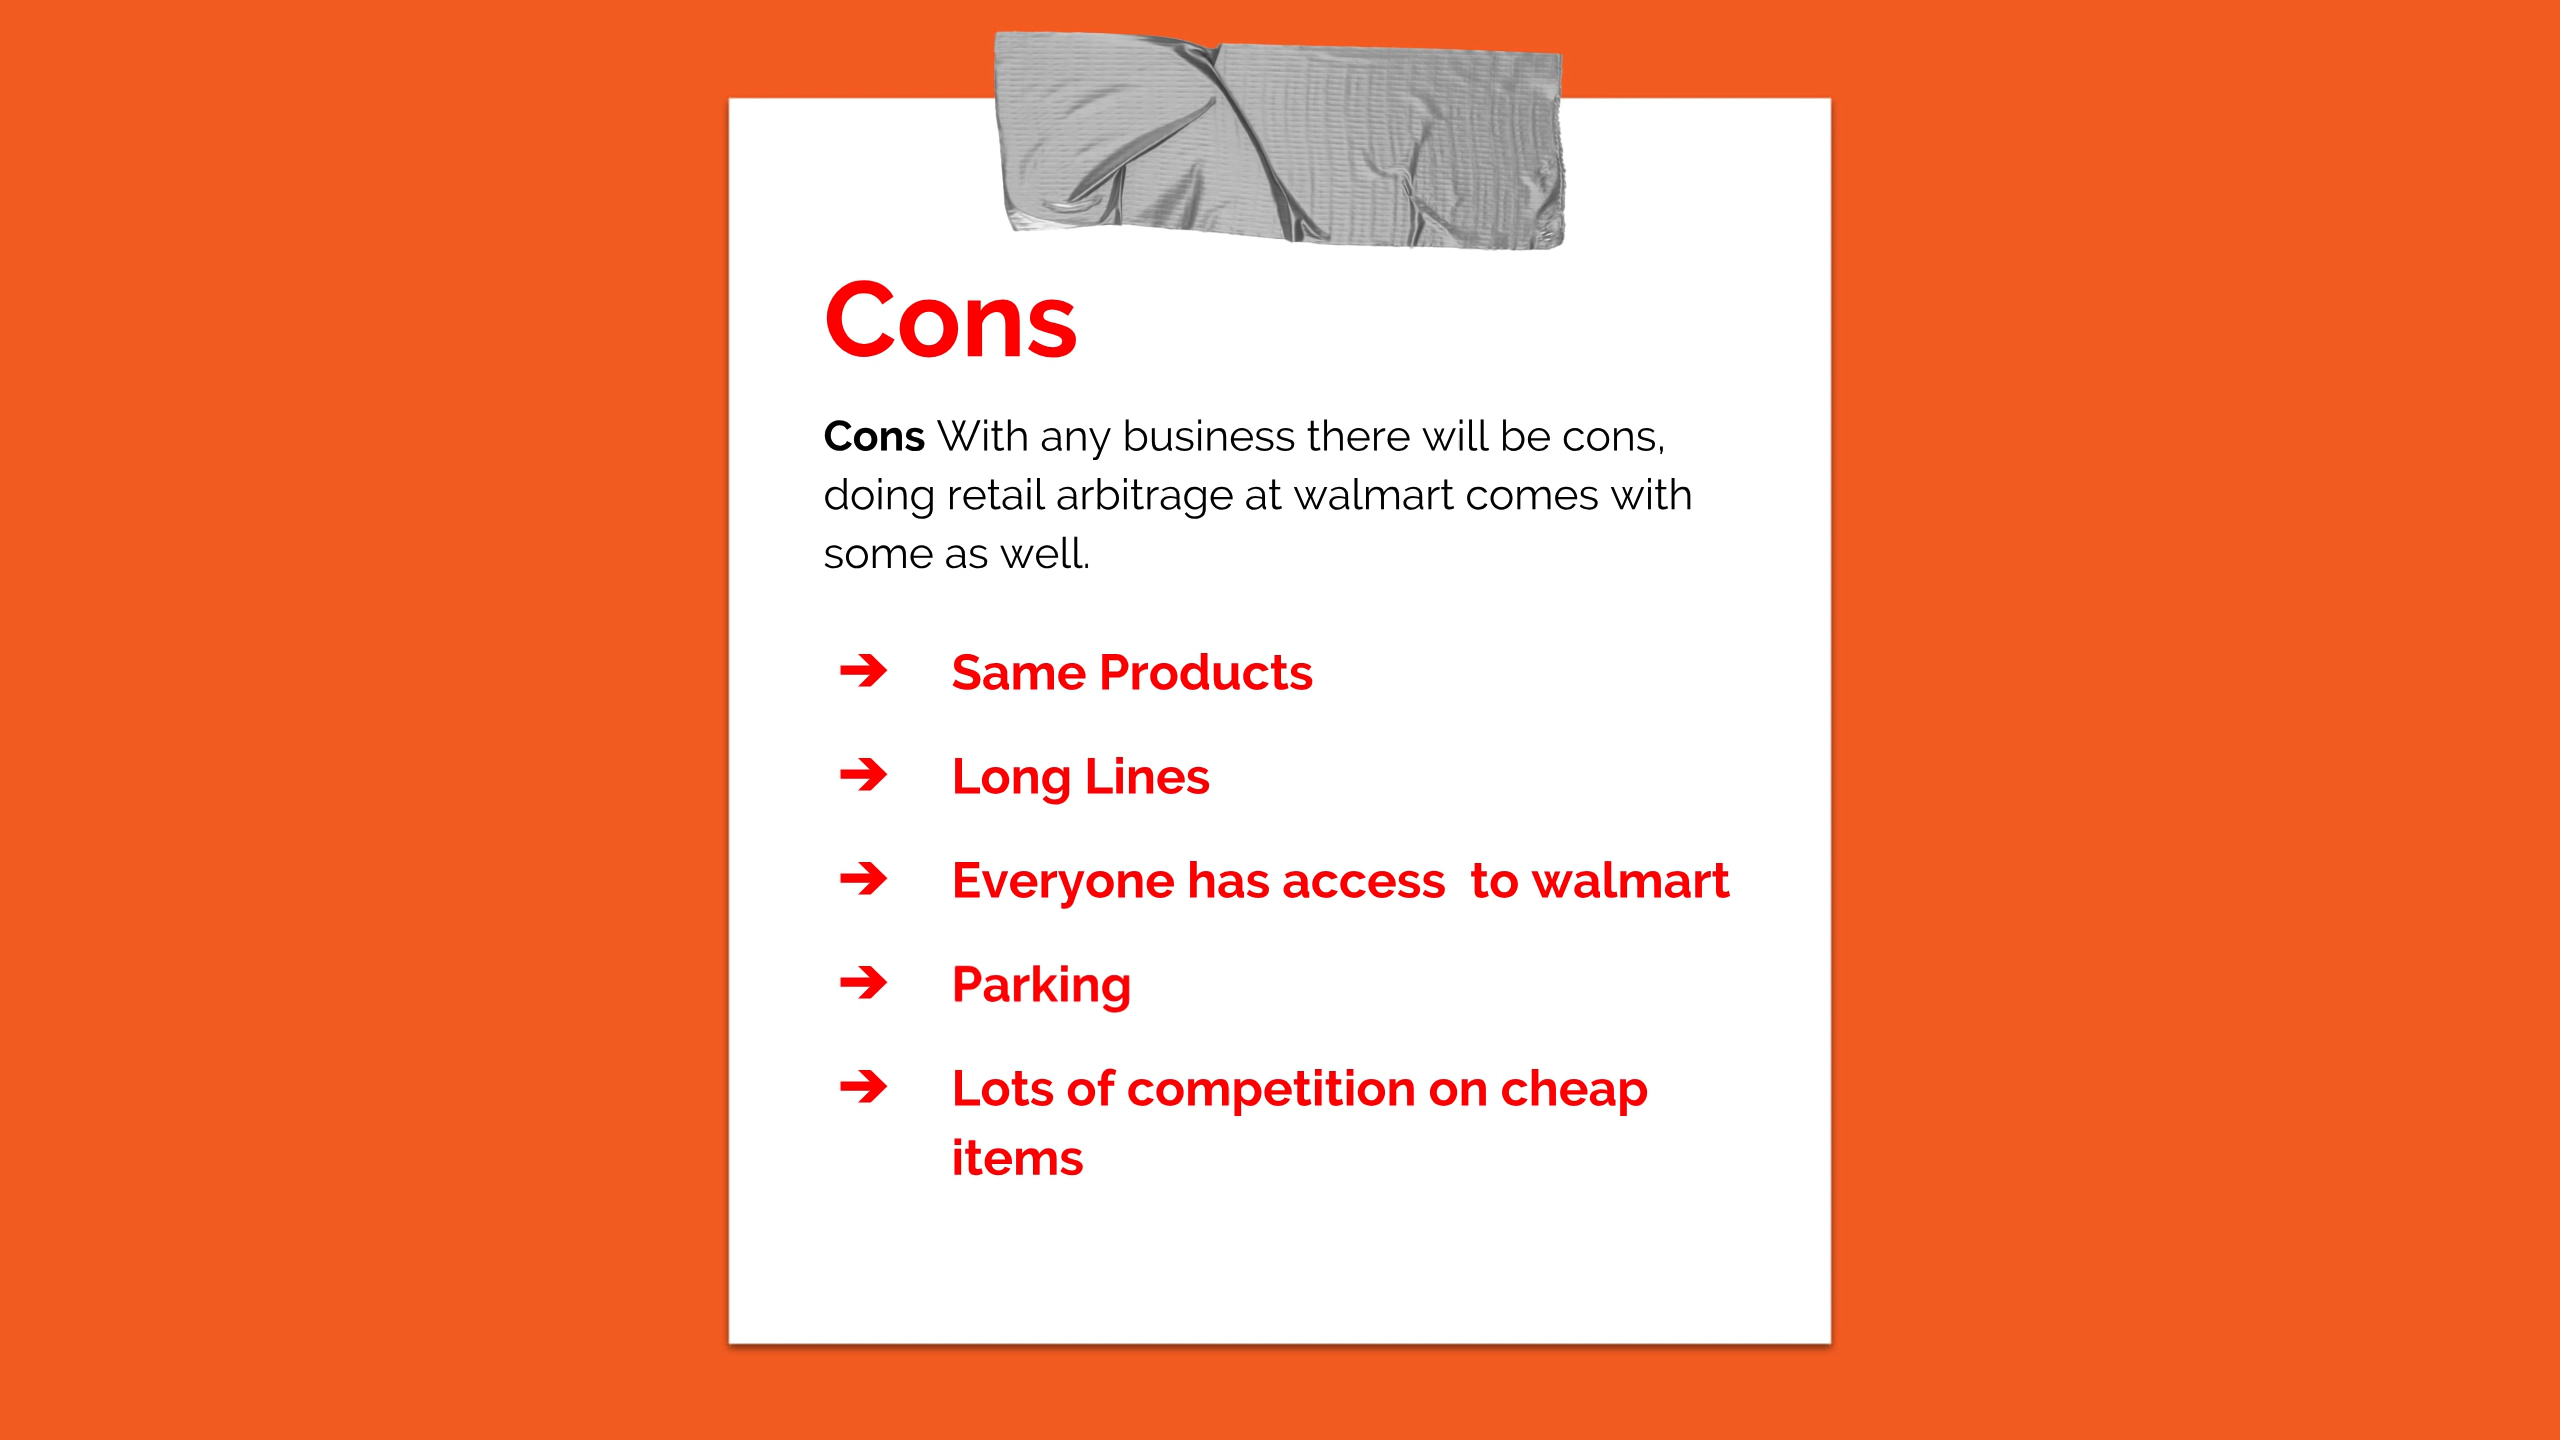 Cons
Cons With any business there will be cons,
doing retail arbitrage at walmart comes with
some as well.
➔ Same Products
➔ Long Lines
➔ Everyone has access  to walmart
➔ Parking
➔ Lots of competition on cheap
items